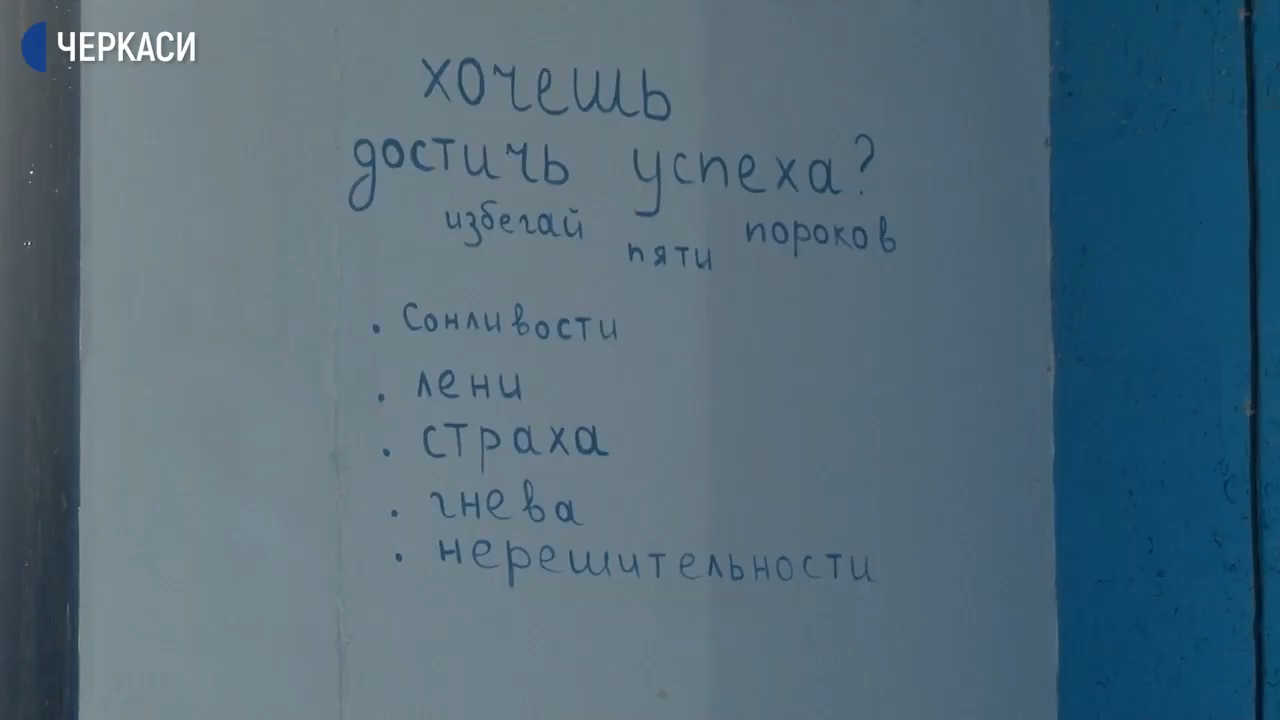 ЧЕРКАСИ
хочешь
достичь успеха?
избегай пяти пороков
. Сонливости
. лени
. страха
. гнева
. нерешительности